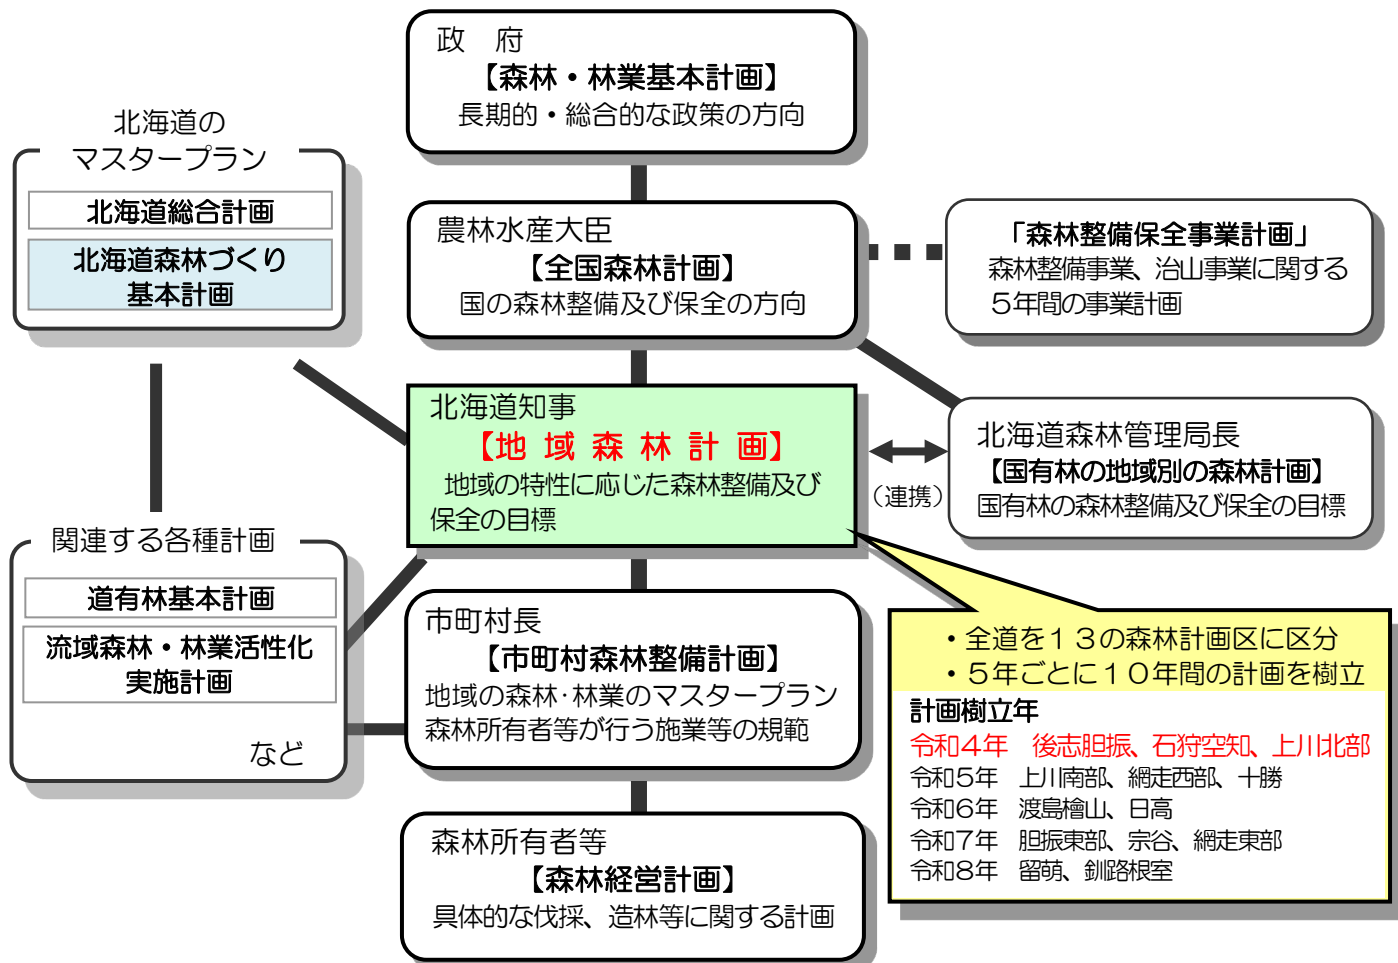 政　府
【森林・林業基本計画】
長期的・総合的な政策の方向
北海道の
マスタープラン
北海道総合計画
北海道森林づくり
基本計画
農林水産大臣
【全国森林計画】
国の森林整備及び保全の方向
「森林整備保全事業計画」
森林整備事業、治山事業に関する
５年間の事業計画
北海道知事
【地 域 森 林 計 画】
地域の特性に応じた森林整備及び
保全の目標
（連携）
北海道森林管理局長
【国有林の地域別の森林計画】
国有林の森林整備及び保全の目標
関連する各種計画
道有林基本計画
流域森林・林業活性化
実施計画
など
市町村長
【市町村森林整備計画】
地域の森林・林業のマスタープラン
森林所有者等が行う施業等の規範
・全道を１３の森林計画区に区分
・５年ごとに１０年間の計画を樹立
計画樹立年
令和４年　後志胆振、石狩空知、上川北部
令和５年　上川南部、網走西部、十勝
令和６年　渡島檜山、日高
令和７年　胆振東部、宗谷、網走東部
令和８年　留萌、釧路根室
森林所有者等
【森林経営計画】
具体的な伐採、造林等に関する計画